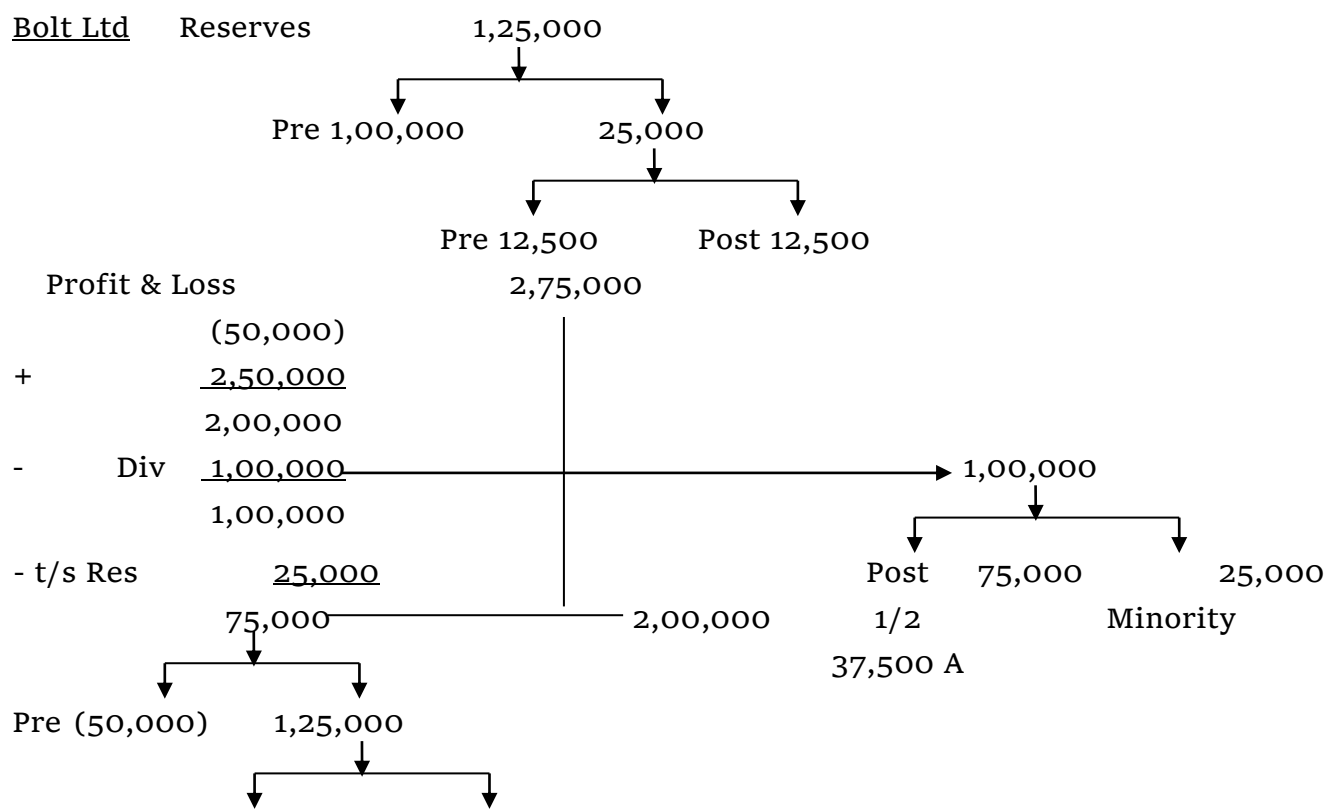 Bolt Ltd Reserves 1,25,000
Pre 1,00,000 25,000
Pre 12,500 Post 12,500
Profit & Loss 2,75,000
(50,000)
+ 2,50,000
2,00,000
- Div 1,00,000 1,00,000
1,00,000
- t/s Res 25,000 Post 75,000 25,000
75,000 2,00,000 1/2 Minority
37,500 A
Pre (50,000) 1,25,000